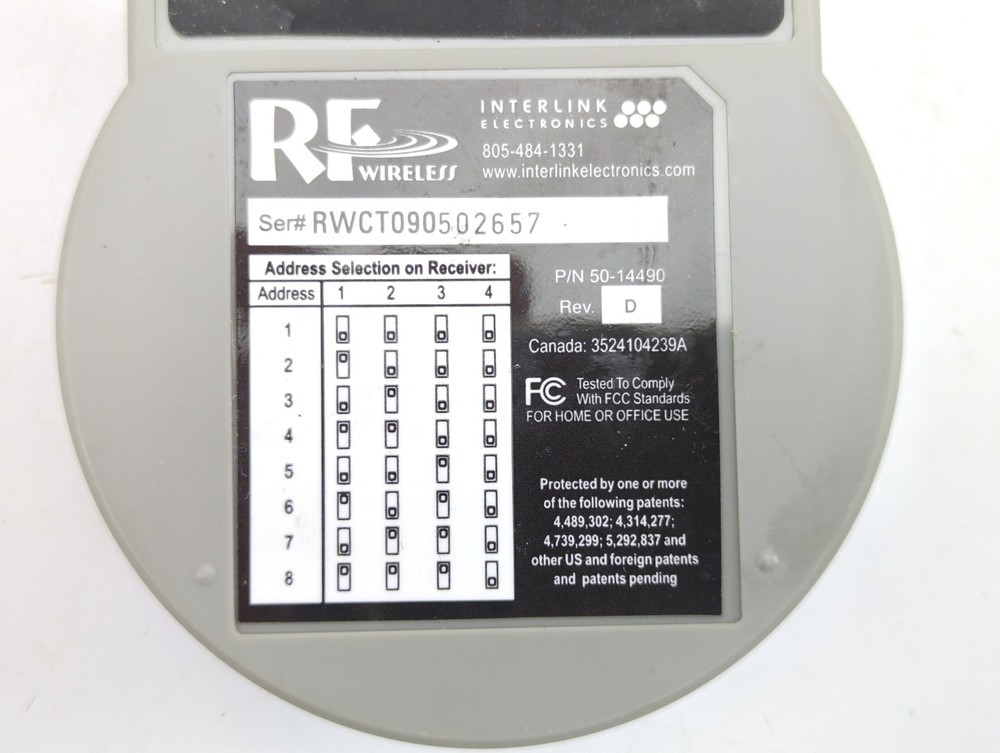 RF WIRELESS
INTERLINK
ELECTRONICS
805-484-1331
www.interlinkelectronics.com
Ser# RWCT090502657
Address Selection on Receiver:
Address 1 2 3 4
1
2
3
4
5
6
7
8
P/N 50-14490
Rev. D
Canada: 3524104239A
FC Tested To Comply
With FCC Standards
FOR HOME OR OFFICE USE
Protected by one or more
of the following patents:
4,489,302; 4,314,277;
4,739,299; 5,292,837 and
other US and foreign patents
and patents pending